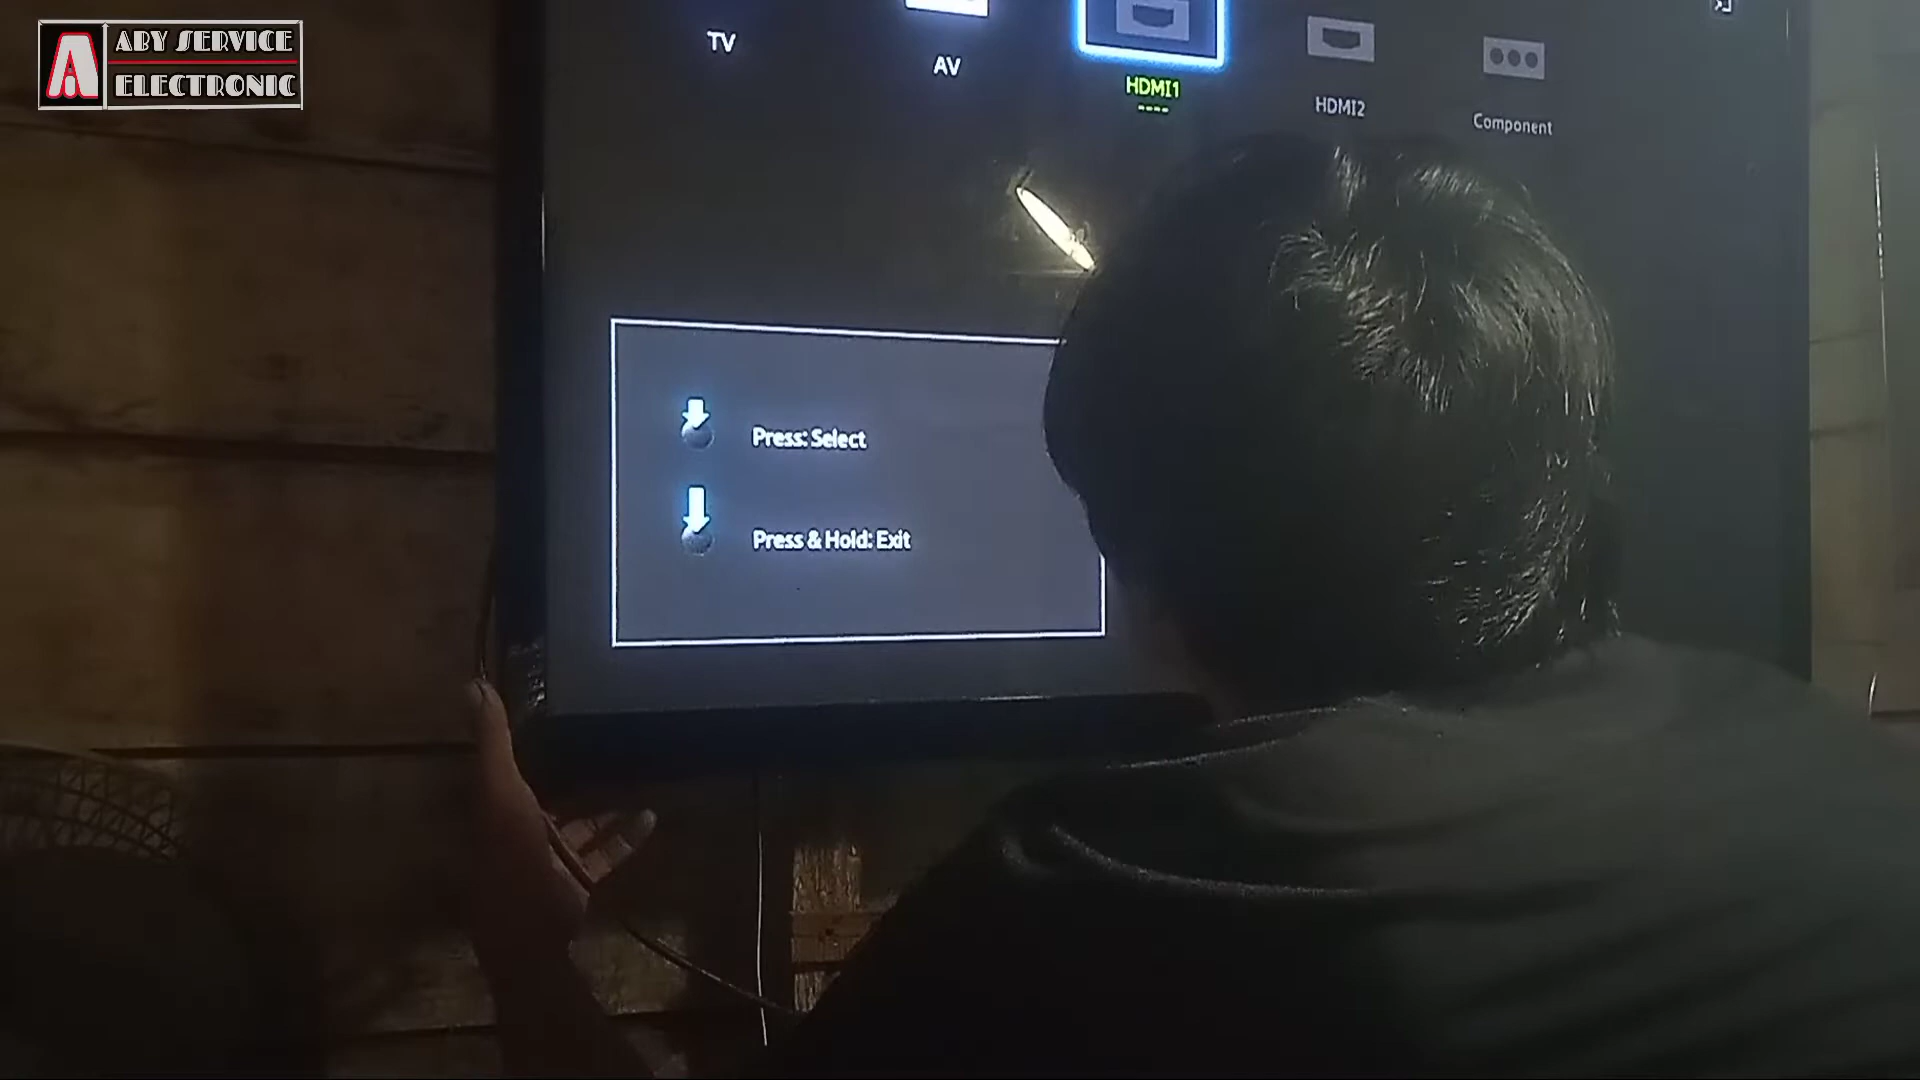 ABY SERVICE
ELECTRONIC
TV
AV
HDMI1
----
HDMI2
Component
Press: Select
Press & Hold: Exit